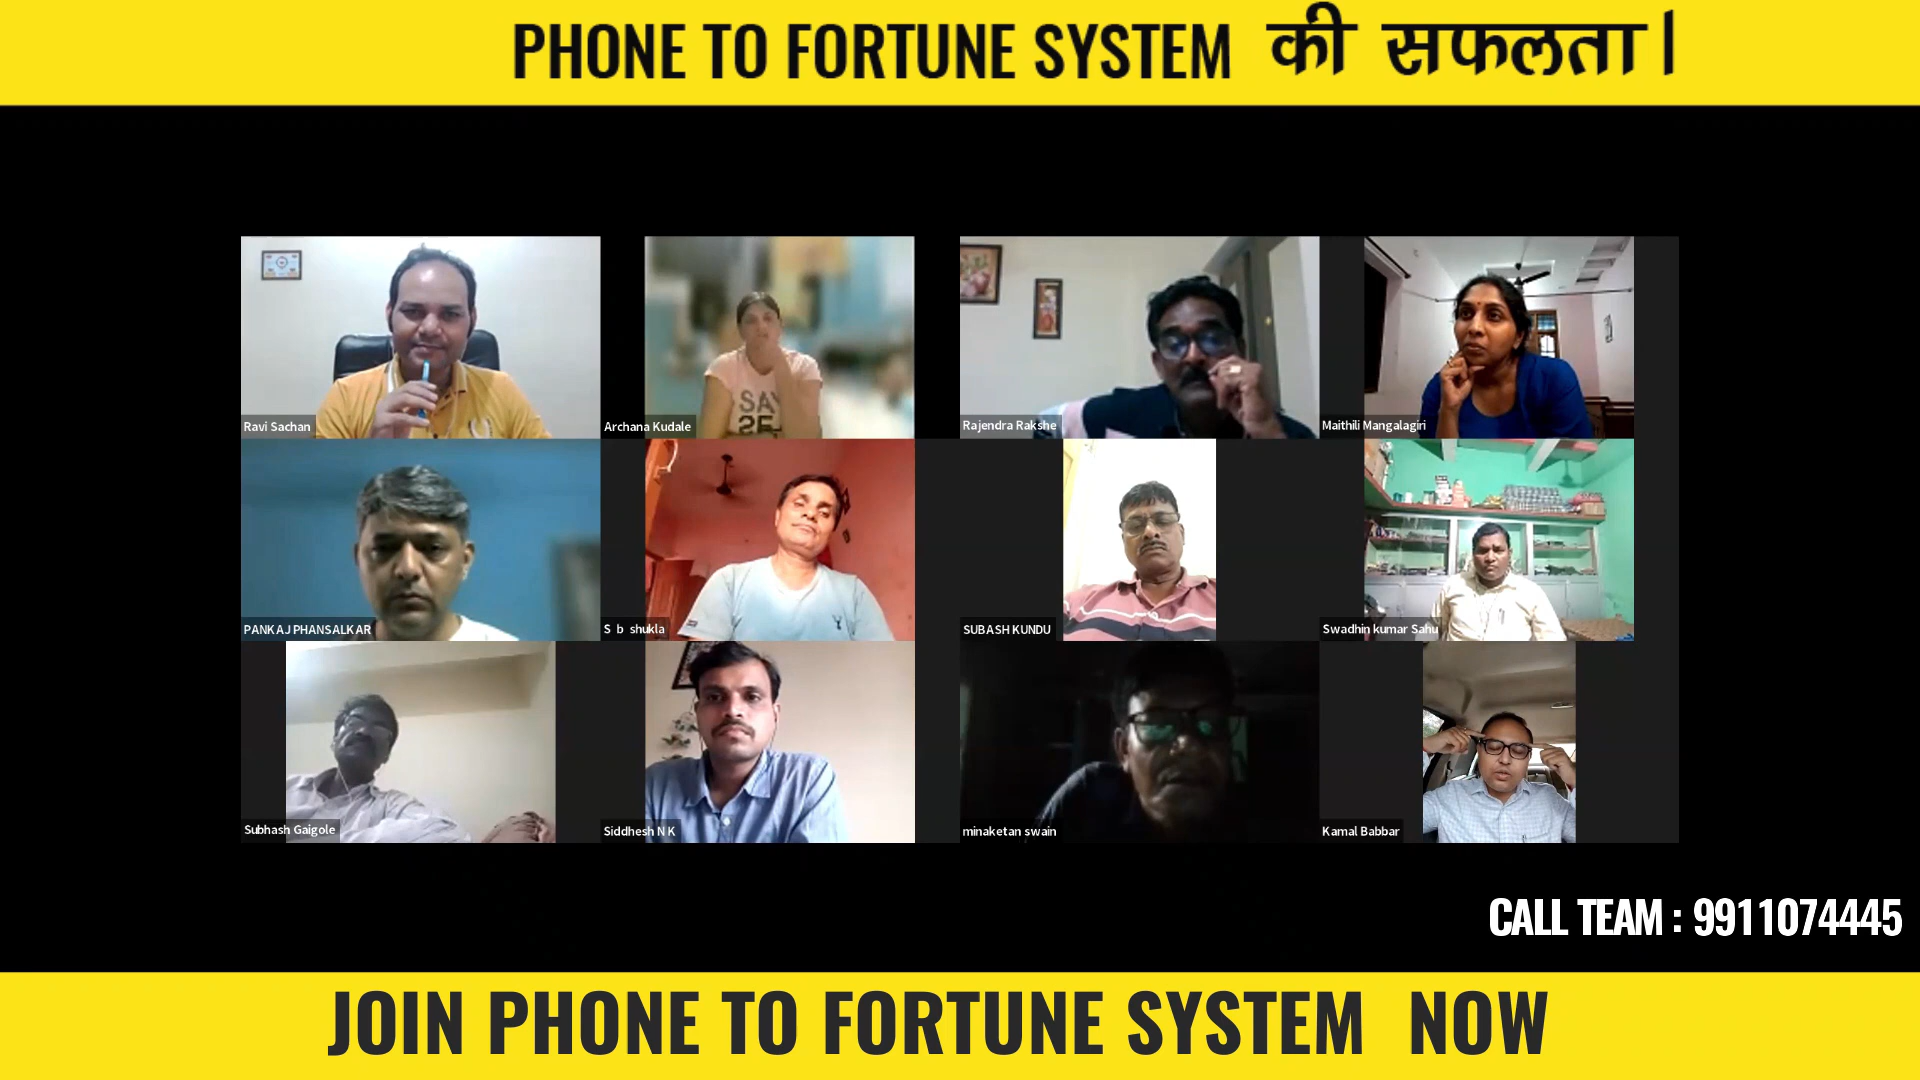 PHONE TO FORTUNE SYSTEM की सफलता।
Ravi Sachan
Archana Kudale
Rajendra Rakshe
Maithili Mangalagiri
SAY
PANKAJ PHANSALKAR
S b shukla
SUBASH KUNDU
Swadhin kumar Sahu
Subhash Gaigole
Siddhesh N K
minaketan swain
Kamal Babbar
CALL TEAM : 9911074445
JOIN PHONE TO FORTUNE SYSTEM NOW